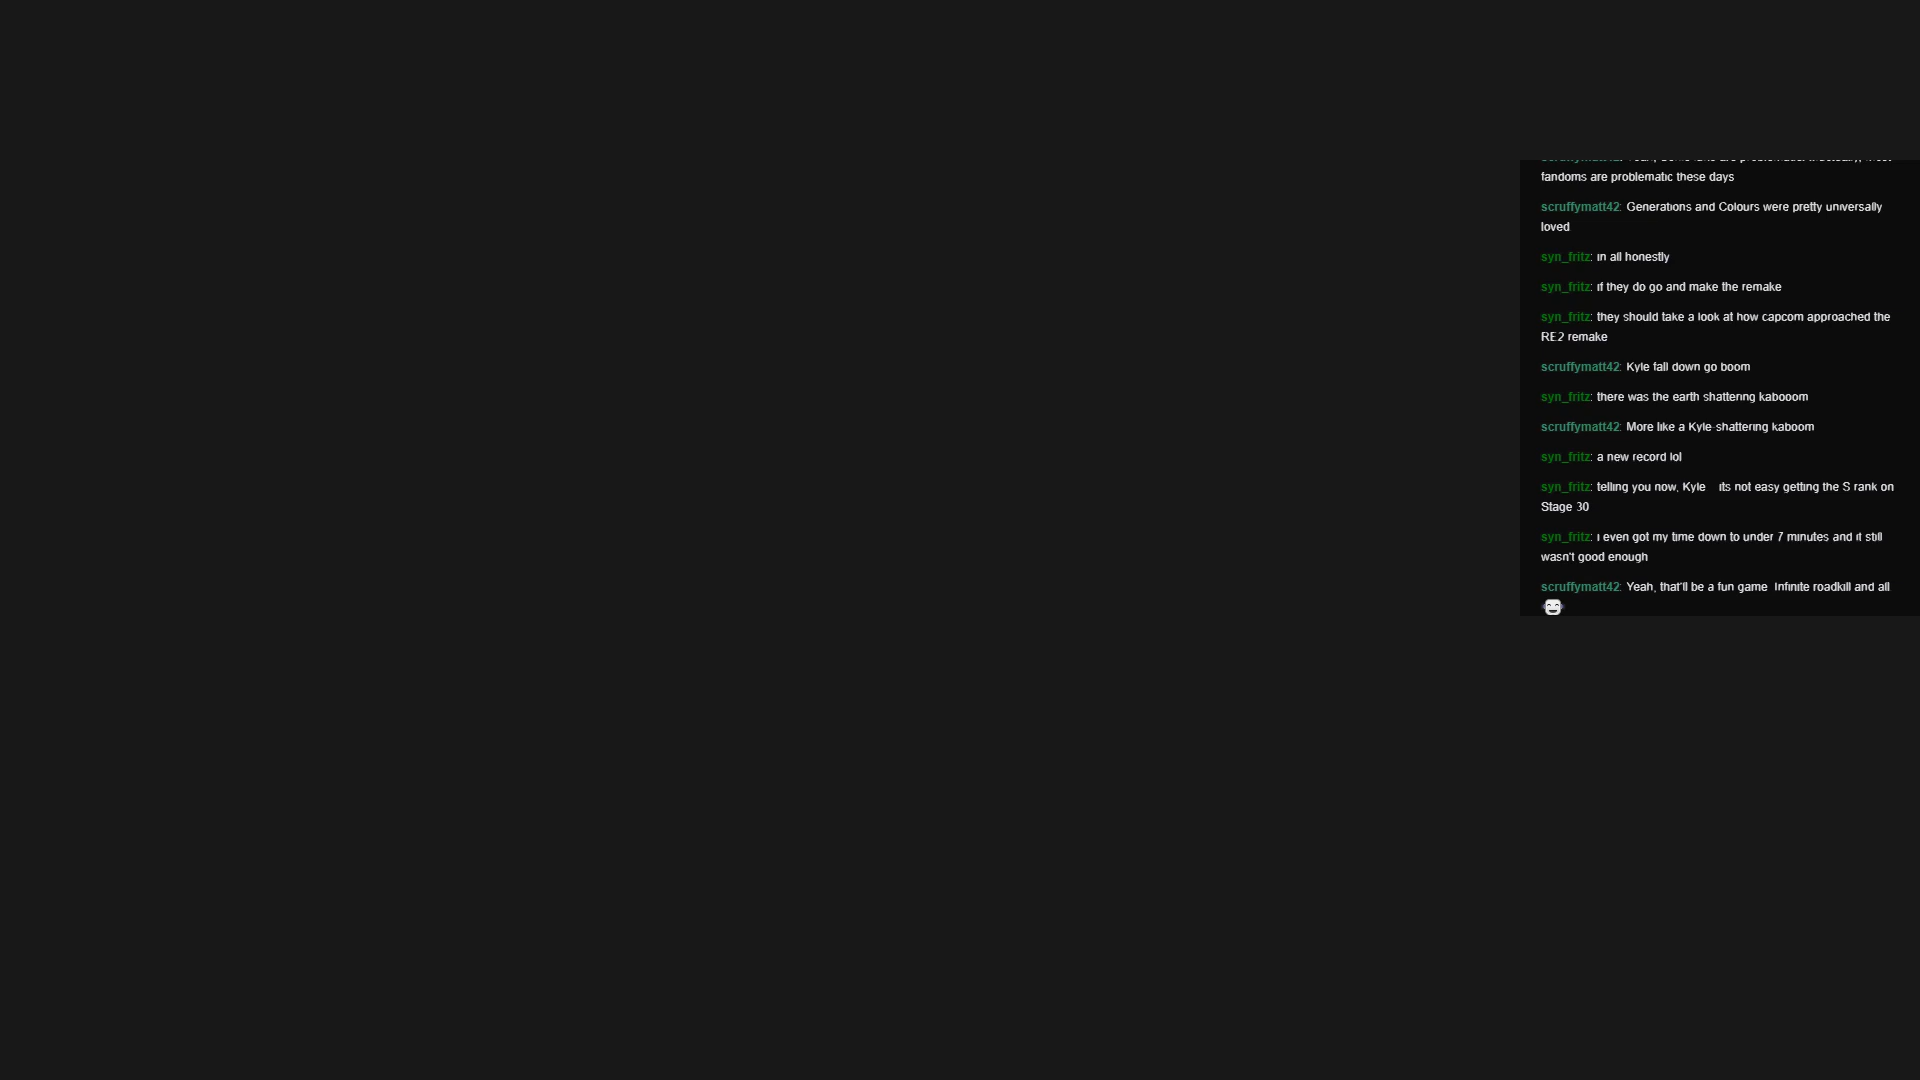 fandoms are problematic these days
scruffymatt42: Generations and Colours were pretty universally
loved
syn_fritz: in all honestly
syn_fritz: if they do go and make the remake
syn_fritz: they should take a look at how capcom approached the
RE2 remake
scruffymatt42: Kyle fall down go boom
syn_fritz: there was the earth shattering kabooom
scruffymatt42: More like a Kyle-shattering kaboom
syn_fritz: a new record lol
syn_fritz: telling you now, Kyle its not easy getting the S rank on
Stage 30
syn_fritz: i even got my time down to under 7 minutes and it still
wasn't good enough
scruffymatt42: Yeah, that'll be a fun game Infinite roadkill and all